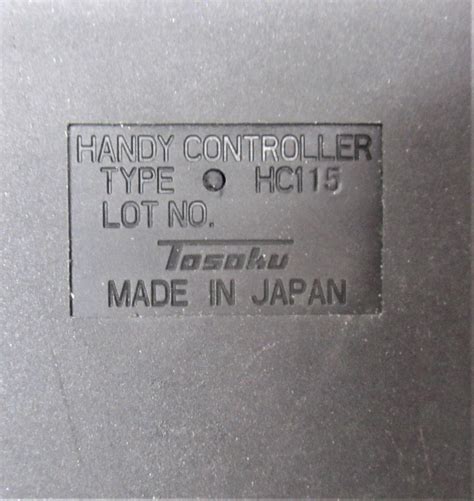 HANDY CONTROLLER
TYPE HC115
LOT NO.
Tosoku
MADE IN JAPAN